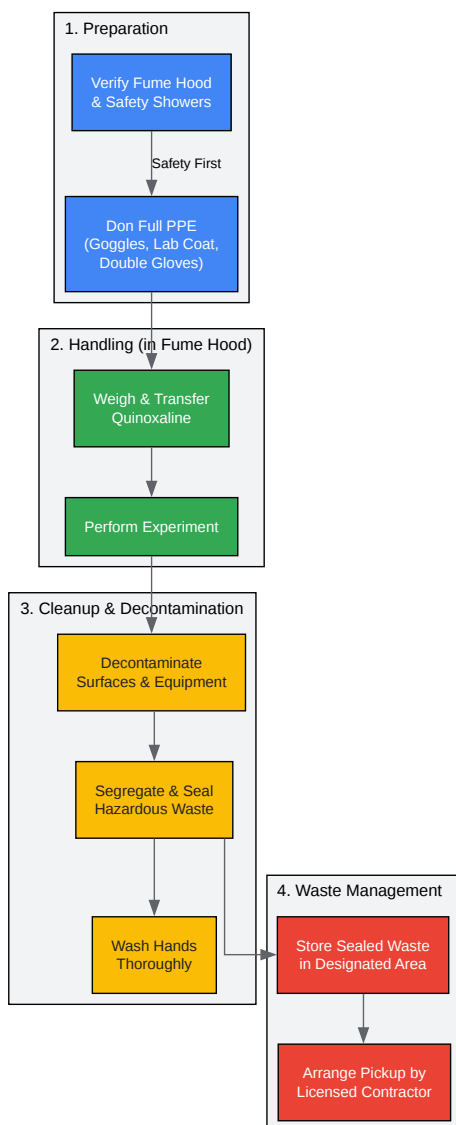 1. Preparation
Verify Fume Hood
& Safety Showers
Safety First
Don Full PPE
(Goggles, Lab Coat,
Double Gloves)
2. Handling (in Fume Hood)
Weigh & Transfer
Quinoxaline
Perform Experiment
3. Cleanup & Decontamination
Decontaminate
Surfaces & Equipment
Segregate & Seal
Hazardous Waste
Wash Hands
Thoroughly
4. Waste Management
Store Sealed Waste
in Designated Area
Arrange Pickup by
Licensed Contractor